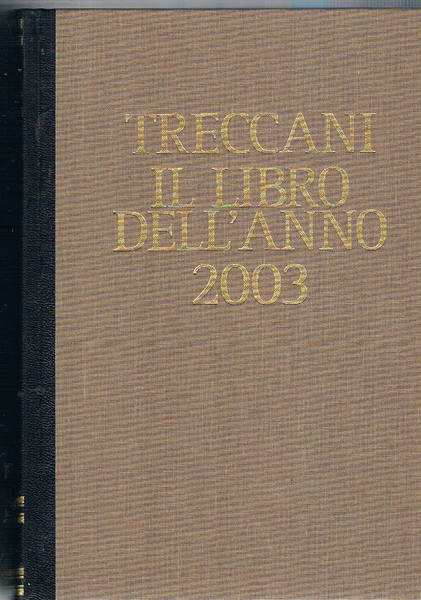 TRECCANI
IL LIBRO
DELL'ANNO
2003